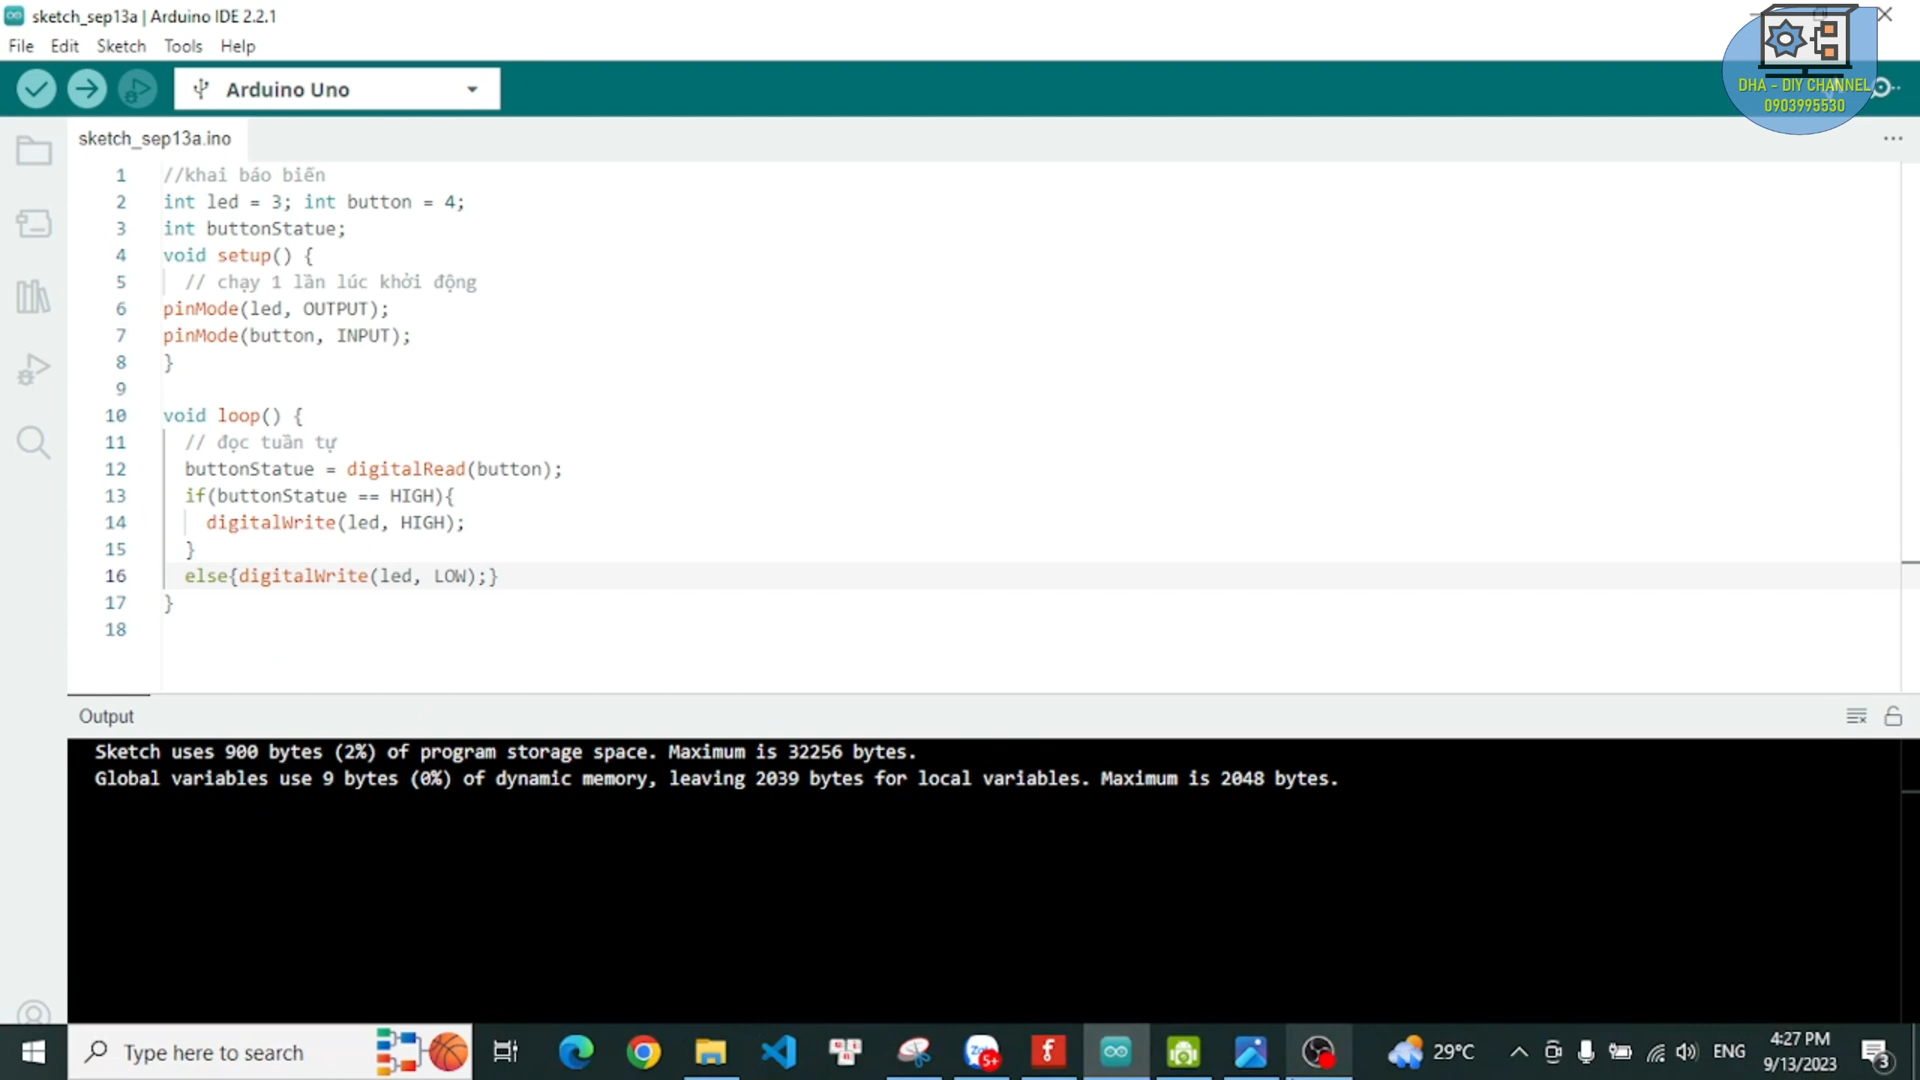 sketch_sep13a | Arduino IDE 2.2.1
File Edit Sketch Tools Help
Arduino Uno
DHA - DIY CHANNEL
0903995530
sketch_sep13a.ino
1 //khai báo biến
2 int led = 3; int button = 4;
3 int buttonStatue;
4 void setup() {
5 // chạy 1 lần lúc khởi động
6 pinMode(led, OUTPUT);
7 pinMode(button, INPUT);
8 }
9
10 void loop() {
11 // đọc tuần tự
12 buttonStatue = digitalRead(button);
13 if(buttonStatue == HIGH){
14 digitalWrite(led, HIGH);
15 }
16 else{digitalWrite(led, LOW);}
17 }
18
Output
Sketch uses 900 bytes (2%) of program storage space. Maximum is 32256 bytes.
Global variables use 9 bytes (0%) of dynamic memory, leaving 2039 bytes for local variables. Maximum is 2048 bytes.
Type here to search
5+
29°C
ENG
4:27 PM
9/13/2023
3